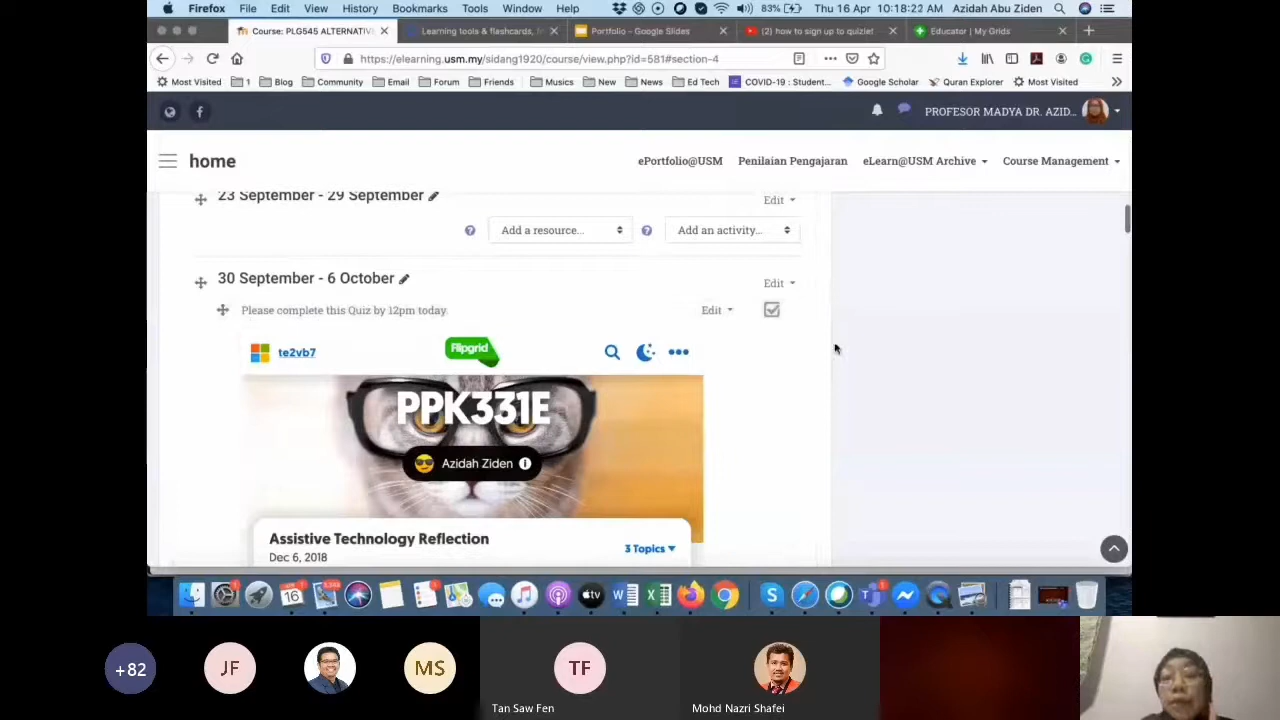 Firefox File Edit View History Bookmarks Tools Window Help 83% Thu 16 Apr 10:18:22 AM Azidah Abu Ziden
Course: PLG545 ALTERNATIV Learning tools & flashcards, f Portfolio – Google Slides (2) how to sign up to quizlet Educator | My Grids
https://elearning.usm.my/sidang1920/course/view.php?id=581#section-4
Most Visited 1 Blog Community Email Forum Friends Musics New News Ed Tech COVID-19 : Student... Google Scholar Quran Explorer Most Visited
PROFESOR MADYA DR. AZID...
home ePortfolio@USM Penilaian Pengajaran eLearn@USM Archive Course Management
23 September - 29 September Edit
Add a resource... Add an activity...
30 September - 6 October Edit
Please complete this Quiz by 12pm today. Edit
te2vb7 Flipgrid
PPK331E
Azidah Ziden
Assistive Technology Reflection
3 Topics
Dec 6, 2018
16
+82 JF MS TF
Tan Saw Fen Mohd Nazri Shafei